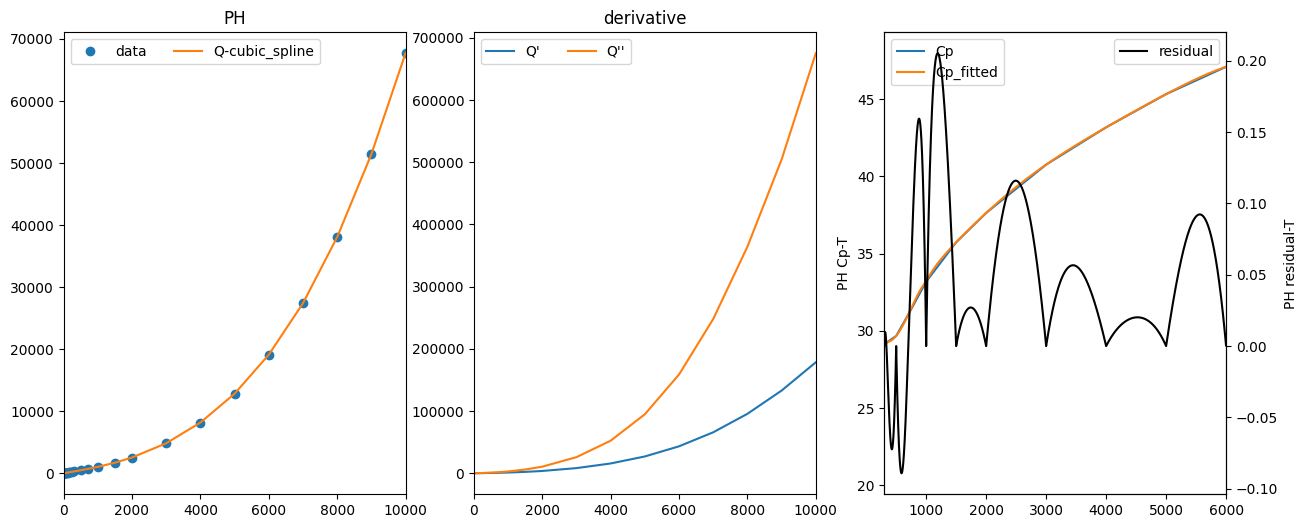 PH
data
Q-cubic_spline
70000
60000
50000
40000
30000
20000
10000
0
0 2000 4000 6000 8000 10000
derivative
Q'
Q''
700000
600000
500000
400000
300000
200000
100000
0
0 2000 4000 6000 8000 10000
Cp
Cp_fitted
residual
PH Cp-T
45
40
35
30
25
20
1000 2000 3000 4000 5000 6000
0.20
0.15
0.10
0.05
0.00
−0.05
−0.10
PH residual-T